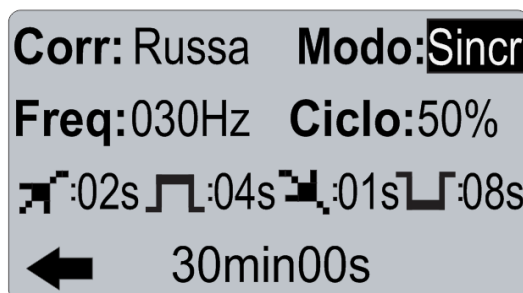 Corr: Russa Modo:Sincr
Freq:030Hz Ciclo:50%
:02s :04s :01s :08s
30min00s